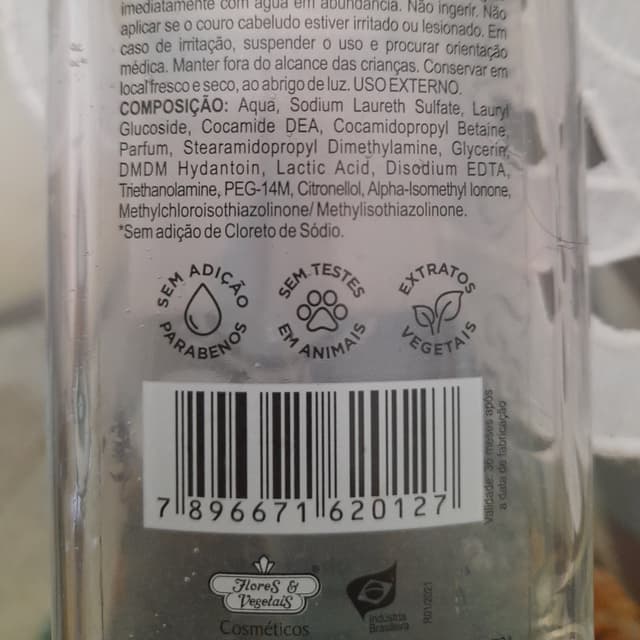 imediatamente com água em abundância. Não ingerir. Não
aplicar se o couro cabeludo estiver irritado ou lesionado. Em
caso de irritação, suspender o uso e procurar orientação
médica. Manter fora do alcance das crianças. Conservar em
local fresco e seco, ao abrigo de luz. USO EXTERNO.
COMPOSIÇÃO: Aqua, Sodium Laureth Sulfate, Lauryl
Glucoside, Cocamide DEA, Cocamidopropyl Betaine,
Parfum, Stearamidopropyl Dimethylamine, Glycerin,
DMDM Hydantoin, Lactic Acid, Disodium EDTA,
Triethanolamine, PEG-14M, Citronellol, Alpha-Isomethyl Ionone,
Methylchloroisothiazolinone/ Methylisothiazolinone.
*Sem adição de Cloreto de Sódio.
SEM ADIÇÃO
PARABENOS
SEM TESTES
EM ANIMAIS
EXTRATOS
VEGETAIS
7 896671 620127
Validade: 36 meses após
a data de fabricação
Flores &
Vegetais
Cosméticos
Indústria
Brasileira
R01/2021